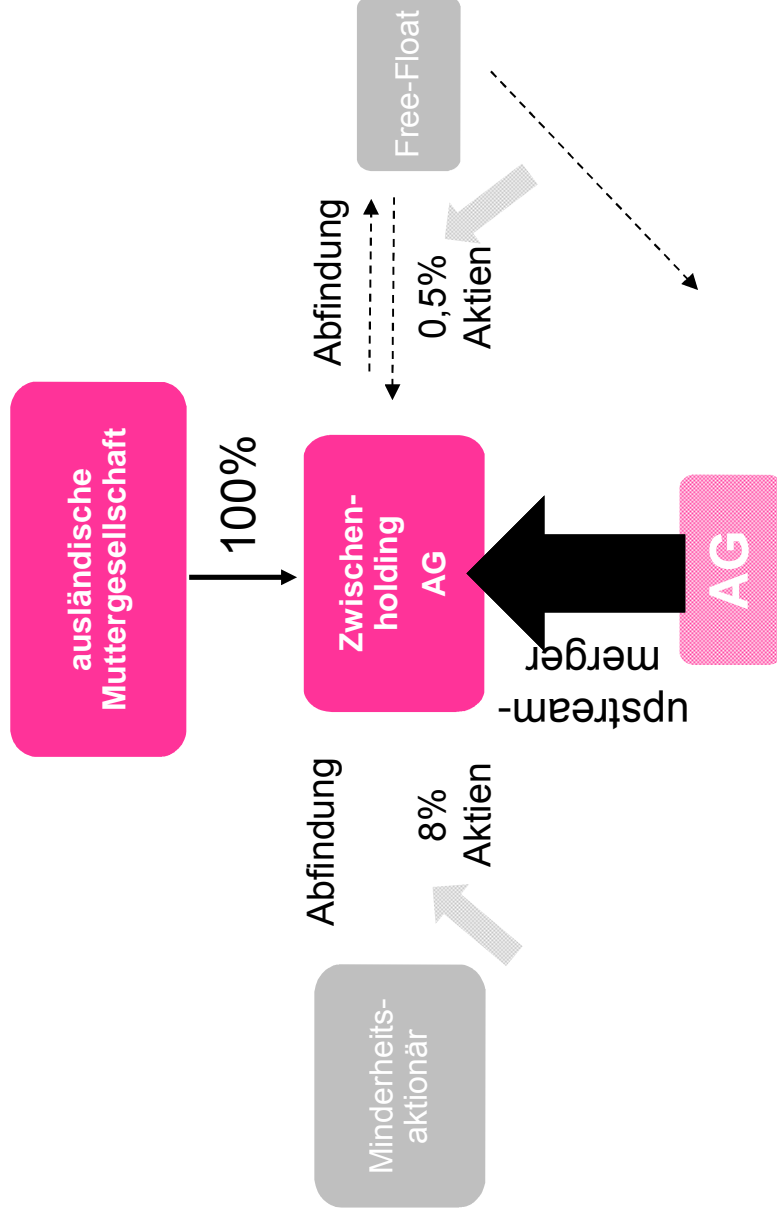 ausländische
Muttergesellschaft
100%
Minderheits-
aktionär
Abfindung
8%
Aktien
Zwischen-
holding
AG
Abfindung
0,5%
Aktien
Free-Float
upstream-
merger
AG